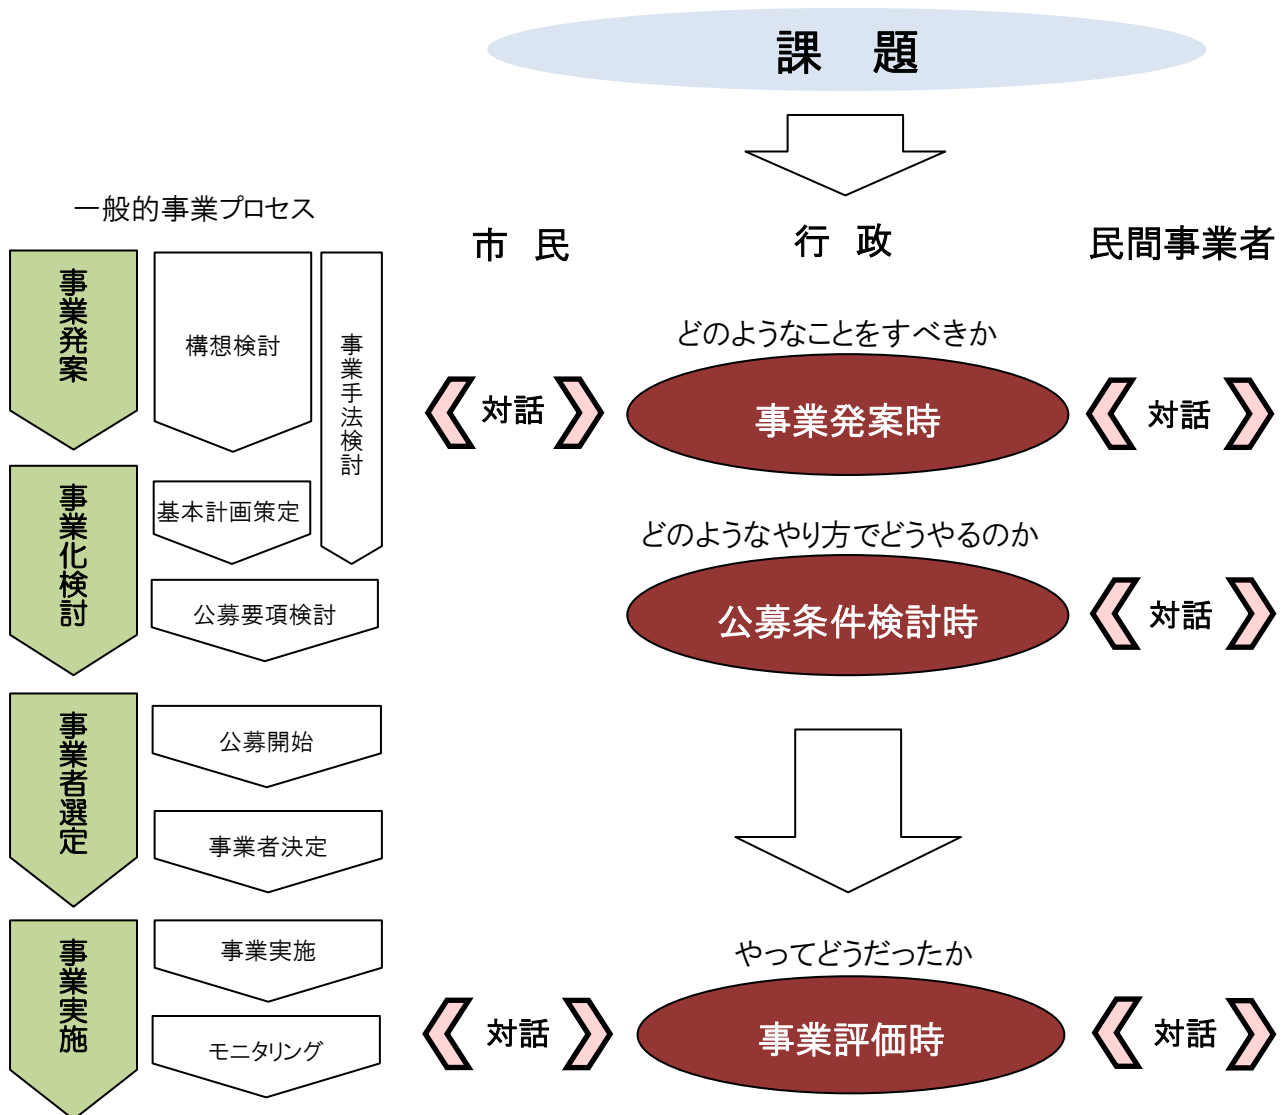 課　題
一般的事業プロセス
市　民
行　政
民間事業者
事業発案
構想検討
事業手法検討
どのようなことをすべきか
対話
事業発案時
対話
事業化検討
基本計画策定
公募要項検討
どのようなやり方でどうやるのか
公募条件検討時
対話
事業者選定
公募開始
事業者決定
事業実施
事業実施
モニタリング
やってどうだったか
対話
事業評価時
対話